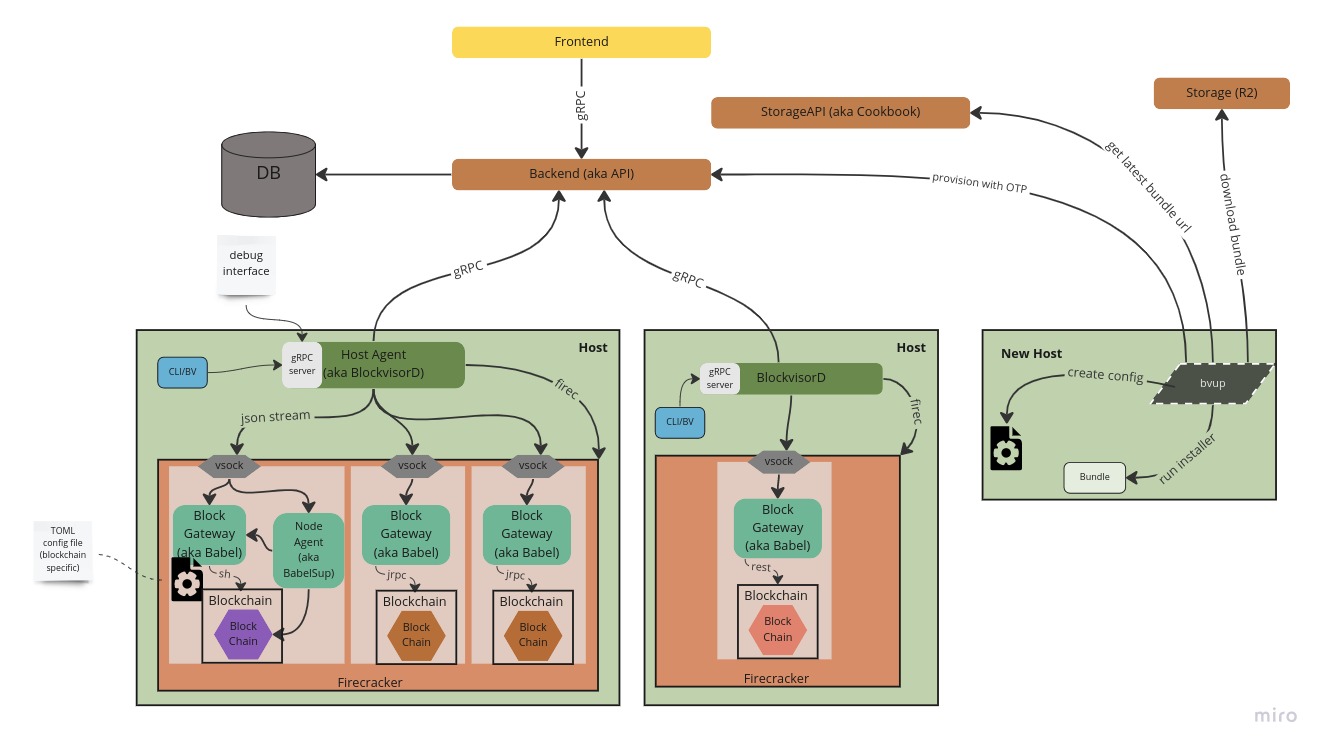 Frontend
gRPC
StorageAPI (aka Cookbook)
Storage (R2)
DB
Backend (aka API)
provision with OTP
get latest bundle url
download bundle
debug
interface
gRPC
gRPC
Host
CLI/BV
gRPC
server
Host Agent
(aka BlockvisorD)
firec
json stream
vsock
vsock
vsock
Block
Gateway
(aka Babel)
Node
Agent
(aka
BabelSup)
Block
Gateway
(aka Babel)
Block
Gateway
(aka Babel)
TOML
config file
(blockchain
specific)
sh
jrpc
jrpc
Blockchain
Block
Chain
Blockchain
Block
Chain
Blockchain
Block
Chain
Firecracker
Host
gRPC
server
BlockvisorD
CLI/BV
firec
vsock
Block
Gateway
(aka Babel)
rest
Blockchain
Block
Chain
Firecracker
New Host
create config
bvup
run installer
Bundle
miro